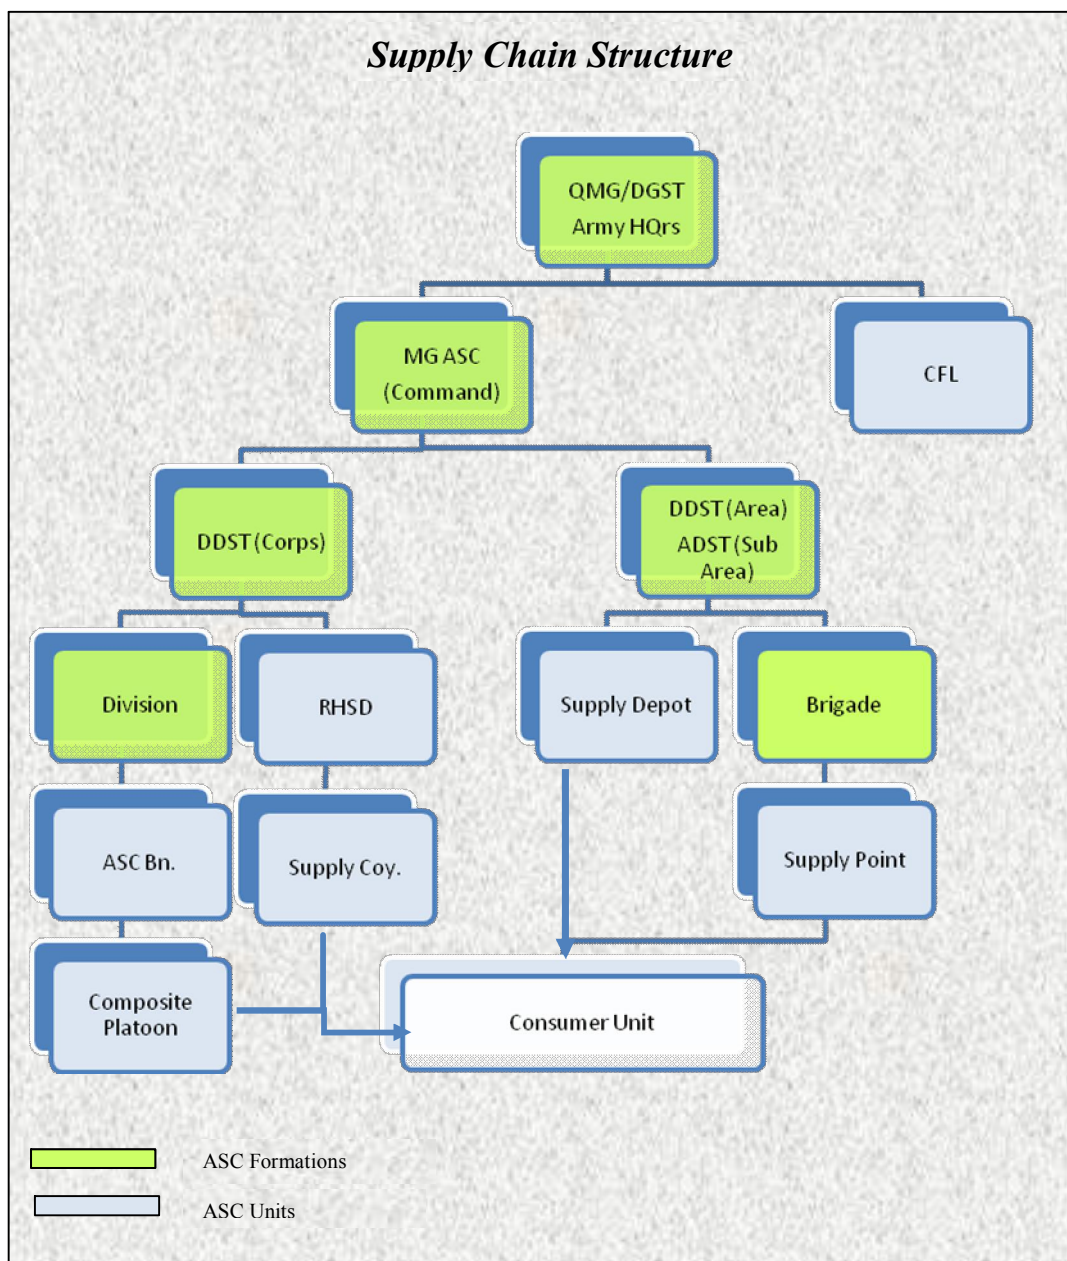 Supply Chain Structure
QMG/DGST
Army HQrs
MG ASC
(Command)
CFL
DDST (Corps)
DDST (Area)
ADST (Sub
Area)
Division
RHSD
Supply Depot
Brigade
ASC Bn.
Supply Coy.
Supply Point
Composite
Platoon
Consumer Unit
ASC Formations
ASC Units